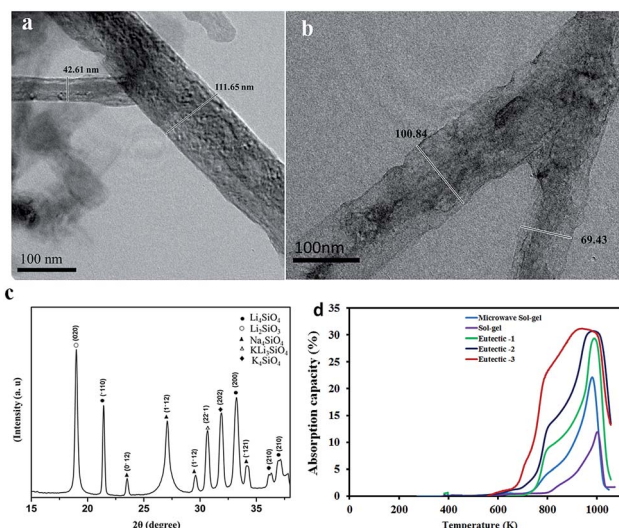 a
42.61 nm
111.65 nm
100 nm
b
100.84
69.43
100nm
c
Li₄SiO₄
Li₂SiO₃
Na₄SiO₄
KLi₃SiO₄
K₄SiO₄
(020)
(-110)
(0-12)
(1-12)
(1-12)
(22-1)
(202)
(200)
(-121)
(210)
(210)
(Intensity (a. u)
15 20 25 30 35
2θ (degree)
d
Microwave Sol-gel
Sol-gel
Eutectic -1
Eutectic -2
Eutectic -3
Absorption capacity (%)
35
30
25
20
15
10
5
0
0 200 400 600 800 1000
Temperature (K)